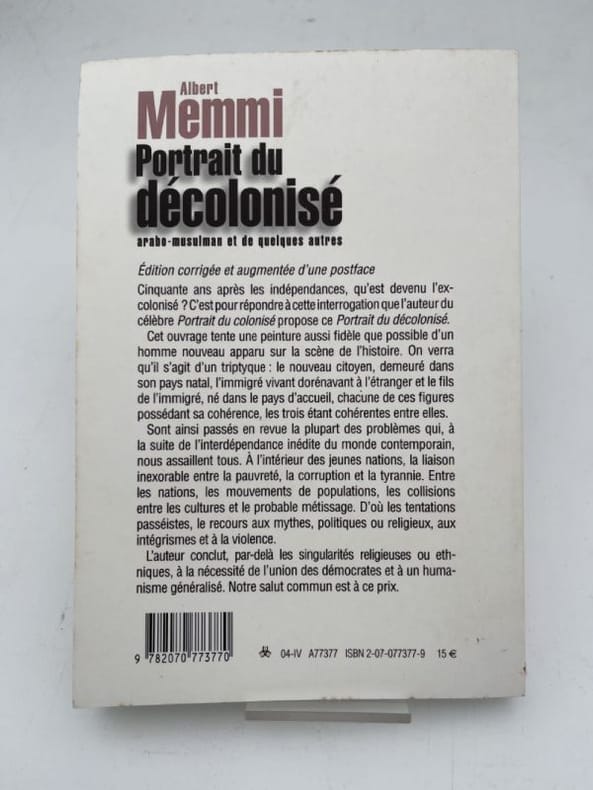 Albert
Memmi
Portrait du
décolonisé
arabo-musulman et de quelques autres
Édition corrigée et augmentée d'une postface
Cinquante ans après les indépendances, qu'est devenu l'ex-
colonisé ? C'est pour répondre à cette interrogation que l'auteur du
célèbre Portrait du colonisé propose ce Portrait du décolonisé.
Cet ouvrage tente une peinture aussi fidèle que possible d'un
homme nouveau apparu sur la scène de l'histoire. On verra
qu'il s'agit d'un triptyque : le nouveau citoyen, demeuré dans
son pays natal, l'immigré vivant dorénavant à l'étranger et le fils
de l'immigré, né dans le pays d'accueil, chacune de ces figures
possédant sa cohérence, les trois étant cohérentes entre elles.
Sont ainsi passés en revue la plupart des problèmes qui, à
la suite de l'interdépendance inédite du monde contemporain,
nous assaillent tous. À l'intérieur des jeunes nations, la liaison
inexorable entre la pauvreté, la corruption et la tyrannie. Entre
les nations, les mouvements de populations, les collisions
entre les cultures et le probable métissage. D'où les tentations
passéistes, le recours aux mythes, politiques ou religieux, aux
intégrismes et à la violence.
L'auteur conclut, par-delà les singularités religieuses ou eth-
niques, à la nécessité de l'union des démocrates et à un huma-
nisme généralisé. Notre salut commun est à ce prix.
9 782070 773770
04-IV A77377 ISBN 2-07-077377-9 15 €